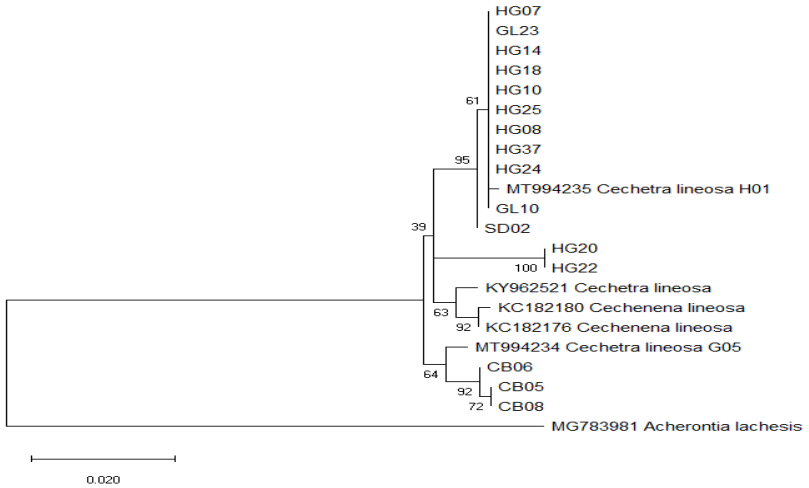 HG07
GL23
HG14
HG18
61
HG10
HG25
HG08
HG37
95
HG24
MT994235 Cechetra lineosa H01
GL10
39
SD02
HG20
100
HG22
KY962521 Cechetra lineosa
63
KC182180 Cechenena lineosa
92
KC182176 Cechenena lineosa
MT994234 Cechetra lineosa G05
64
CB06
92
CB05
72
CB08
MG783981 Acherontia lachesis
0.020